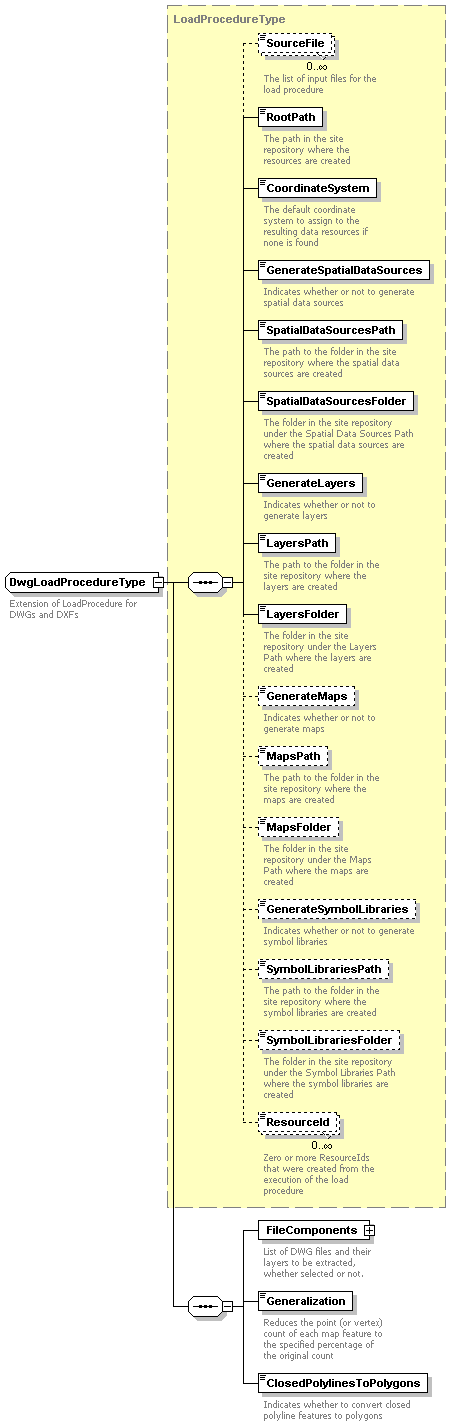 LoadProcedureType
SourceFile
0..∞
The list of input files for the
load procedure
RootPath
The path in the site
repository where the
resources are created
CoordinateSystem
The default coordinate
system to assign to the
resulting data resources if
none is found
GenerateSpatialDataSources
Indicates whether or not to generate
spatial data sources
SpatialDataSourcesPath
The path to the folder in the site
repository where the spatial data
sources are created
SpatialDataSourcesFolder
The folder in the site repository
under the Spatial Data Sources Path
where the spatial data sources are
created
GenerateLayers
Indicates whether or not to
generate layers
LayersPath
The path to the folder in the
site repository where the
layers are created
DwgLoadProcedureType
Extension of LoadProcedure for
DWGs and DXFs
LayersFolder
The folder in the site
repository under the Layers
Path where the layers are
created
GenerateMaps
Indicates whether or not to
generate maps
MapsPath
The path to the folder in the
site repository where the
maps are created
MapsFolder
The folder in the site
repository under the Maps
Path where the maps are
created
GenerateSymbolLibraries
Indicates whether or not to generate
symbol libraries
SymbolLibrariesPath
The path to the folder in the
site repository where the
symbol libraries are created
SymbolLibrariesFolder
The folder in the site repository
under the Symbol Libraries Path
where the symbol libraries are
created
ResourceId
0..∞
Zero or more ResourceIds
that were created from the
execution of the load
procedure
FileComponents
List of DWG files and their
layers to be extracted,
whether selected or not.
Generalization
Reduces the point (or vertex)
count of each map feature to
the specified percentage of
the original count
ClosedPolylinesToPolygons
Indicates whether to convert closed
polyline features to polygons